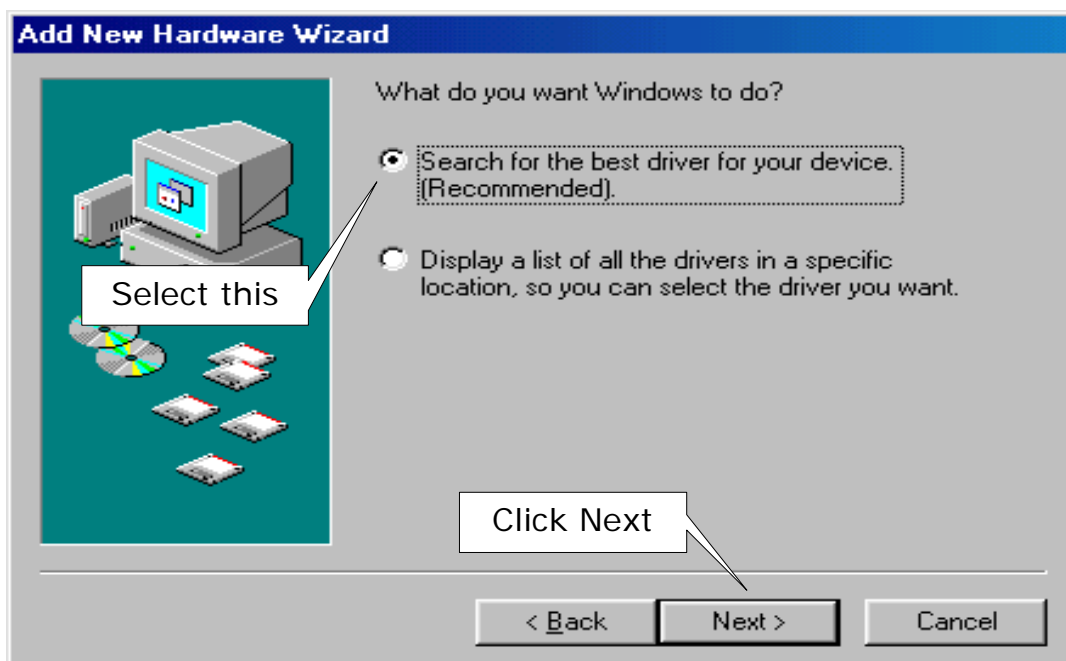 Add New Hardware Wizard
What do you want Windows to do?
Search for the best driver for your device.
(Recommended).
Select this
Display a list of all the drivers in a specific
location, so you can select the driver you want.
Click Next
< Back
Next >
Cancel